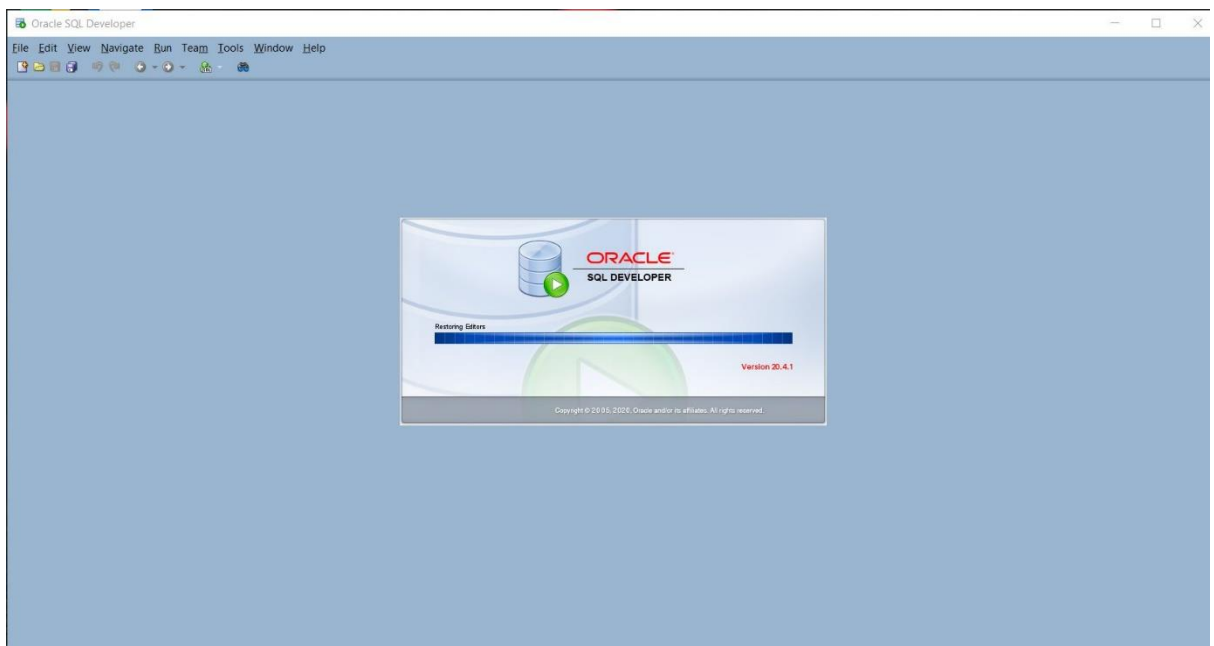 Oracle SQL Developer
File Edit View Navigate Run Team Tools Window Help
ORACLE
SQL DEVELOPER
Restoring Editors
Version 20.4.1
Copyright © 2005, 2020, Oracle and/or its affiliates. All rights reserved.